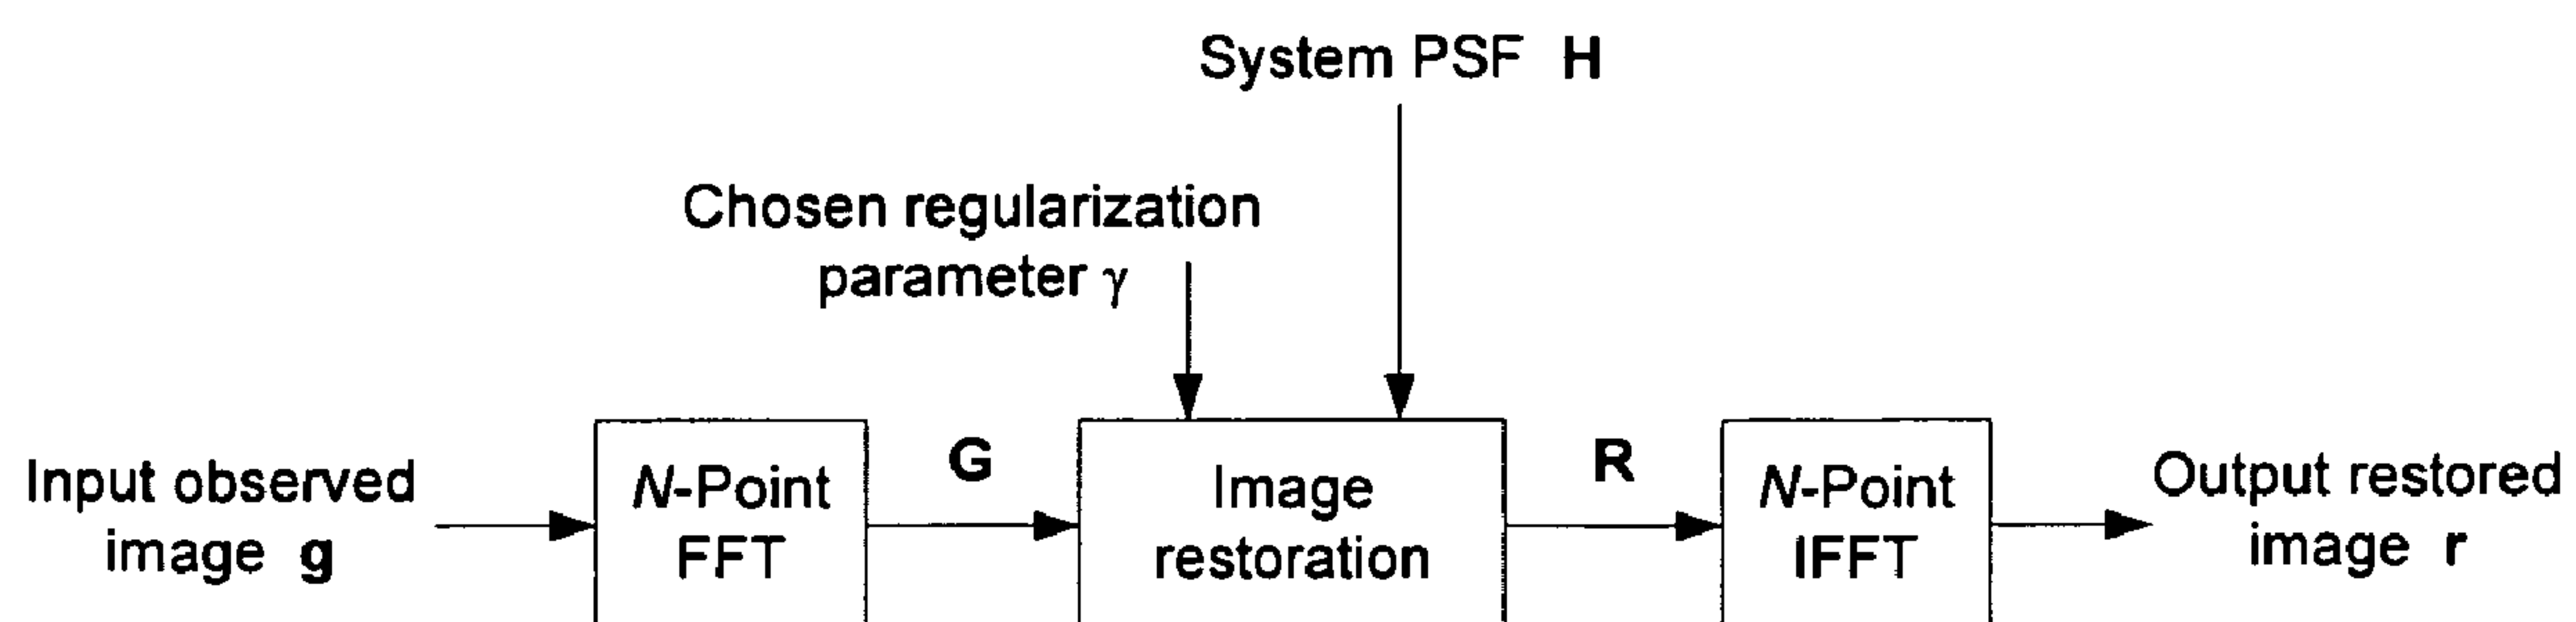 System PSF H
Chosen regularization
parameter γ
Input observed
image g
N-Point
FFT
G
Image
restoration
R
N-Point
IFFT
Output restored
image r